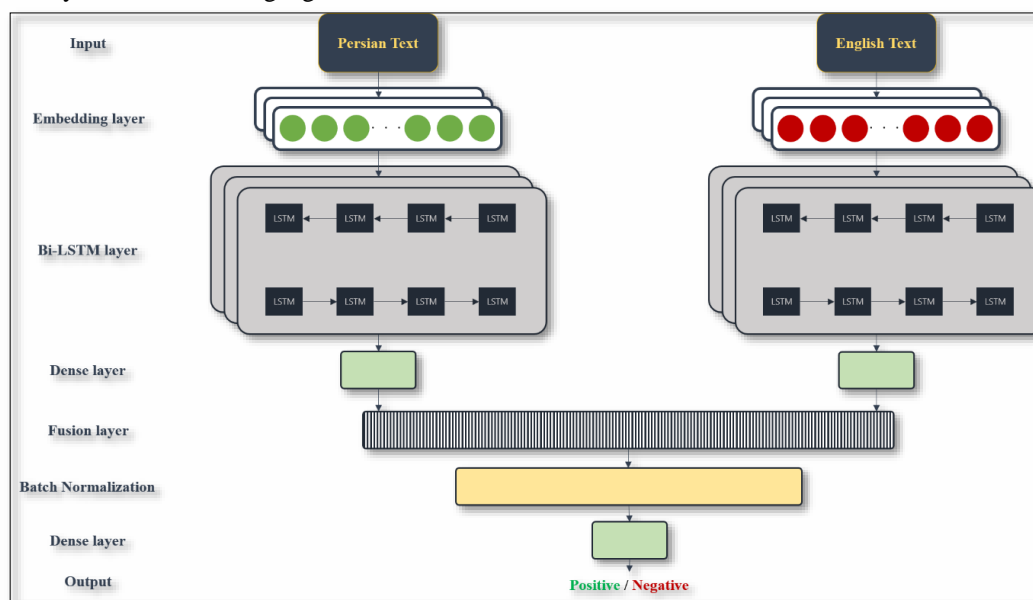 Input
Persian Text
English Text
Embedding layer
. . .
. . .
Bi-LSTM layer
LSTM LSTM LSTM LSTM
LSTM LSTM LSTM LSTM
LSTM LSTM LSTM LSTM
LSTM LSTM LSTM LSTM
Dense layer
Fusion layer
Batch Normalization
Dense layer
Output
Positive / Negative